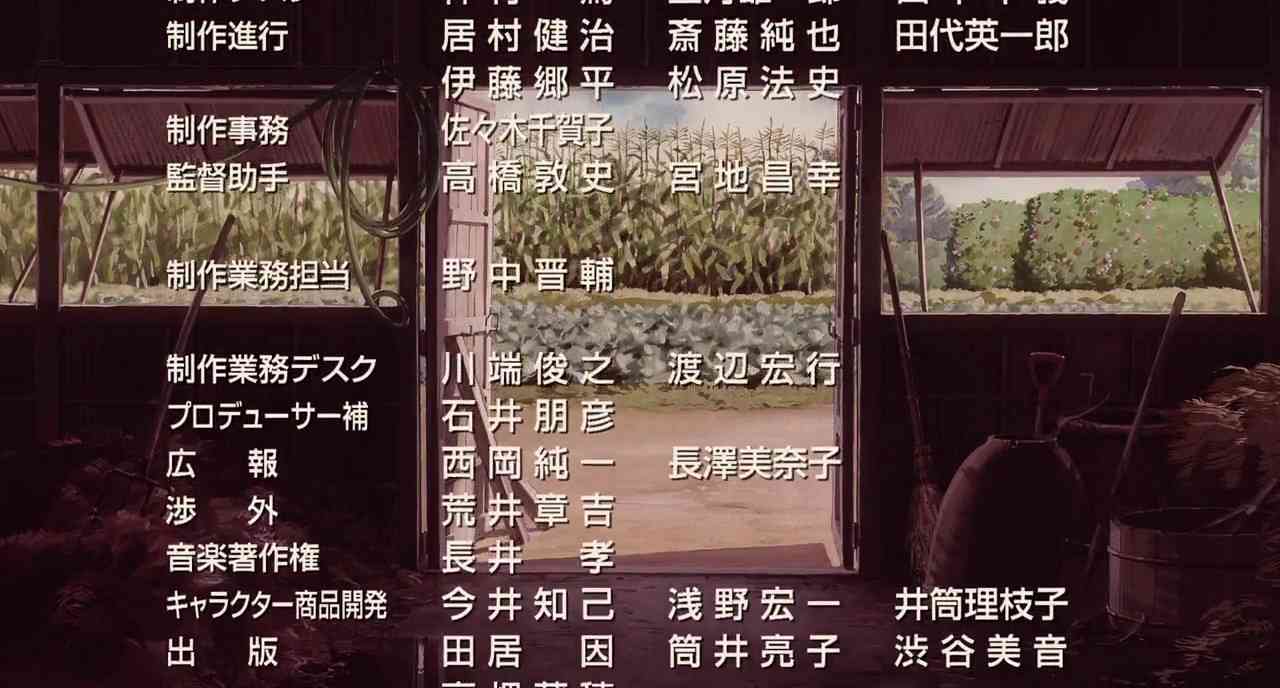 制作進行 居村健治 斎藤純也 田代英一郎
伊藤郷平 松原法史
制作事務 佐々木千賀子
監督助手 高橋敦史 宮地昌幸
制作業務担当 野中晋輔
制作業務デスク 川端俊之 渡辺宏行
プロデューサー補 石井朋彦
広報 西岡純一 長澤美奈子
渉外 荒井章吉
音楽著作権 長井孝
キャラクター商品開発 今井知己 浅野宏一 井筒理枝子
出版 田居因 筒井亮子 渋谷美音